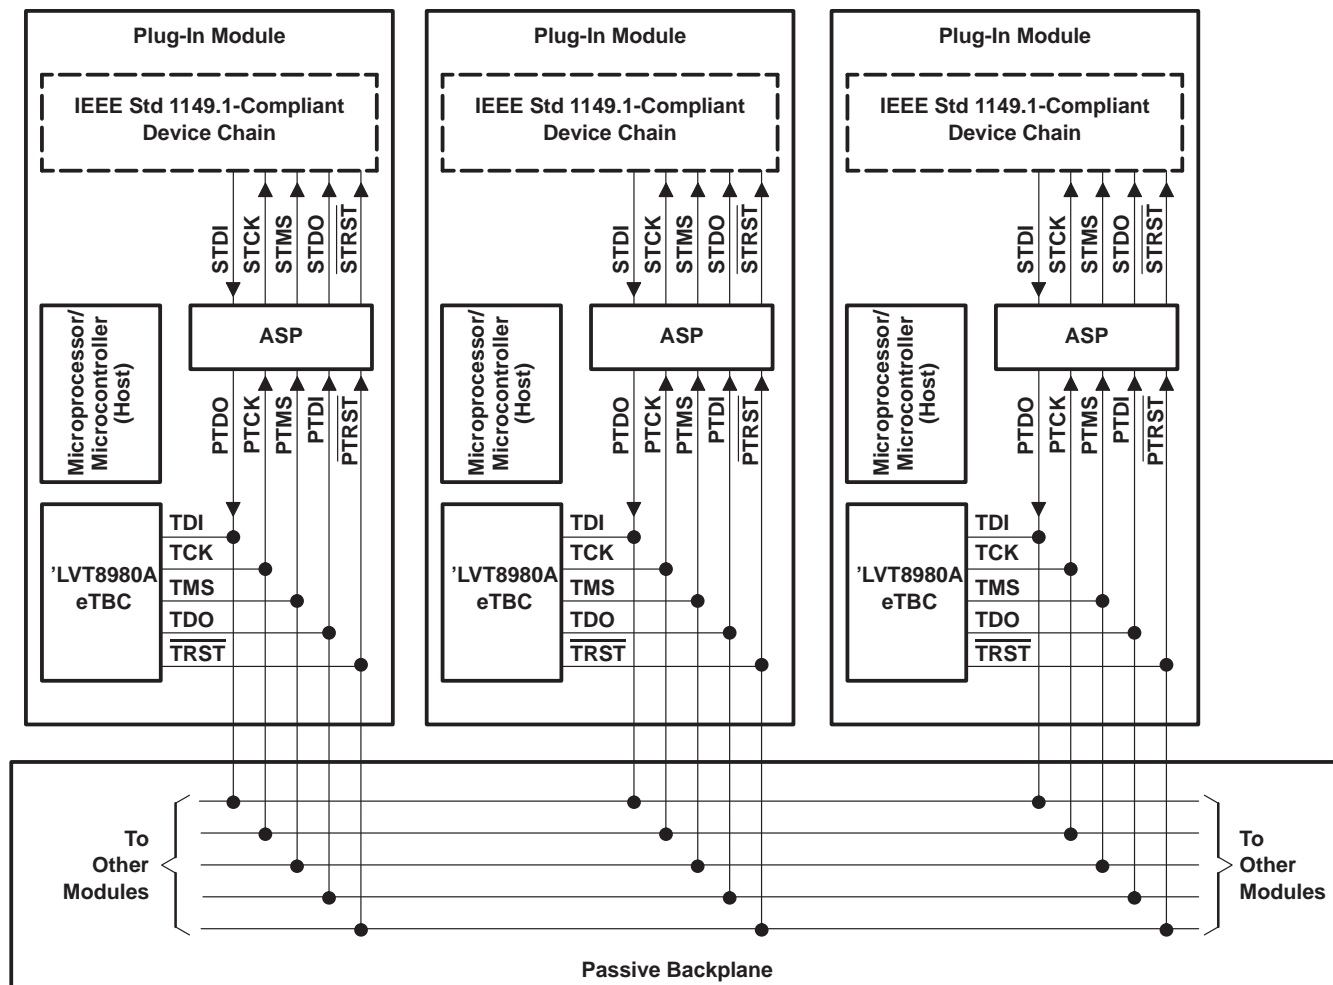 Plug-In Module
IEEE Std 1149.1-Compliant
Device Chain
STDI
STCK
STMS
STDO
STRST
Microprocessor/
Microcontroller
(Host)
ASP
PTDO
PTCK
PTMS
PTDI
PTRST
'LVT8980A
eTBC
TDI
TCK
TMS
TDO
TRST
Plug-In Module
IEEE Std 1149.1-Compliant
Device Chain
STDI
STCK
STMS
STDO
STRST
Microprocessor/
Microcontroller
(Host)
ASP
PTDO
PTCK
PTMS
PTDI
PTRST
'LVT8980A
eTBC
TDI
TCK
TMS
TDO
TRST
Plug-In Module
IEEE Std 1149.1-Compliant
Device Chain
STDI
STCK
STMS
STDO
STRST
Microprocessor/
Microcontroller
(Host)
ASP
PTDO
PTCK
PTMS
PTDI
PTRST
'LVT8980A
eTBC
TDI
TCK
TMS
TDO
TRST
To
Other
Modules
To
Other
Modules
Passive Backplane